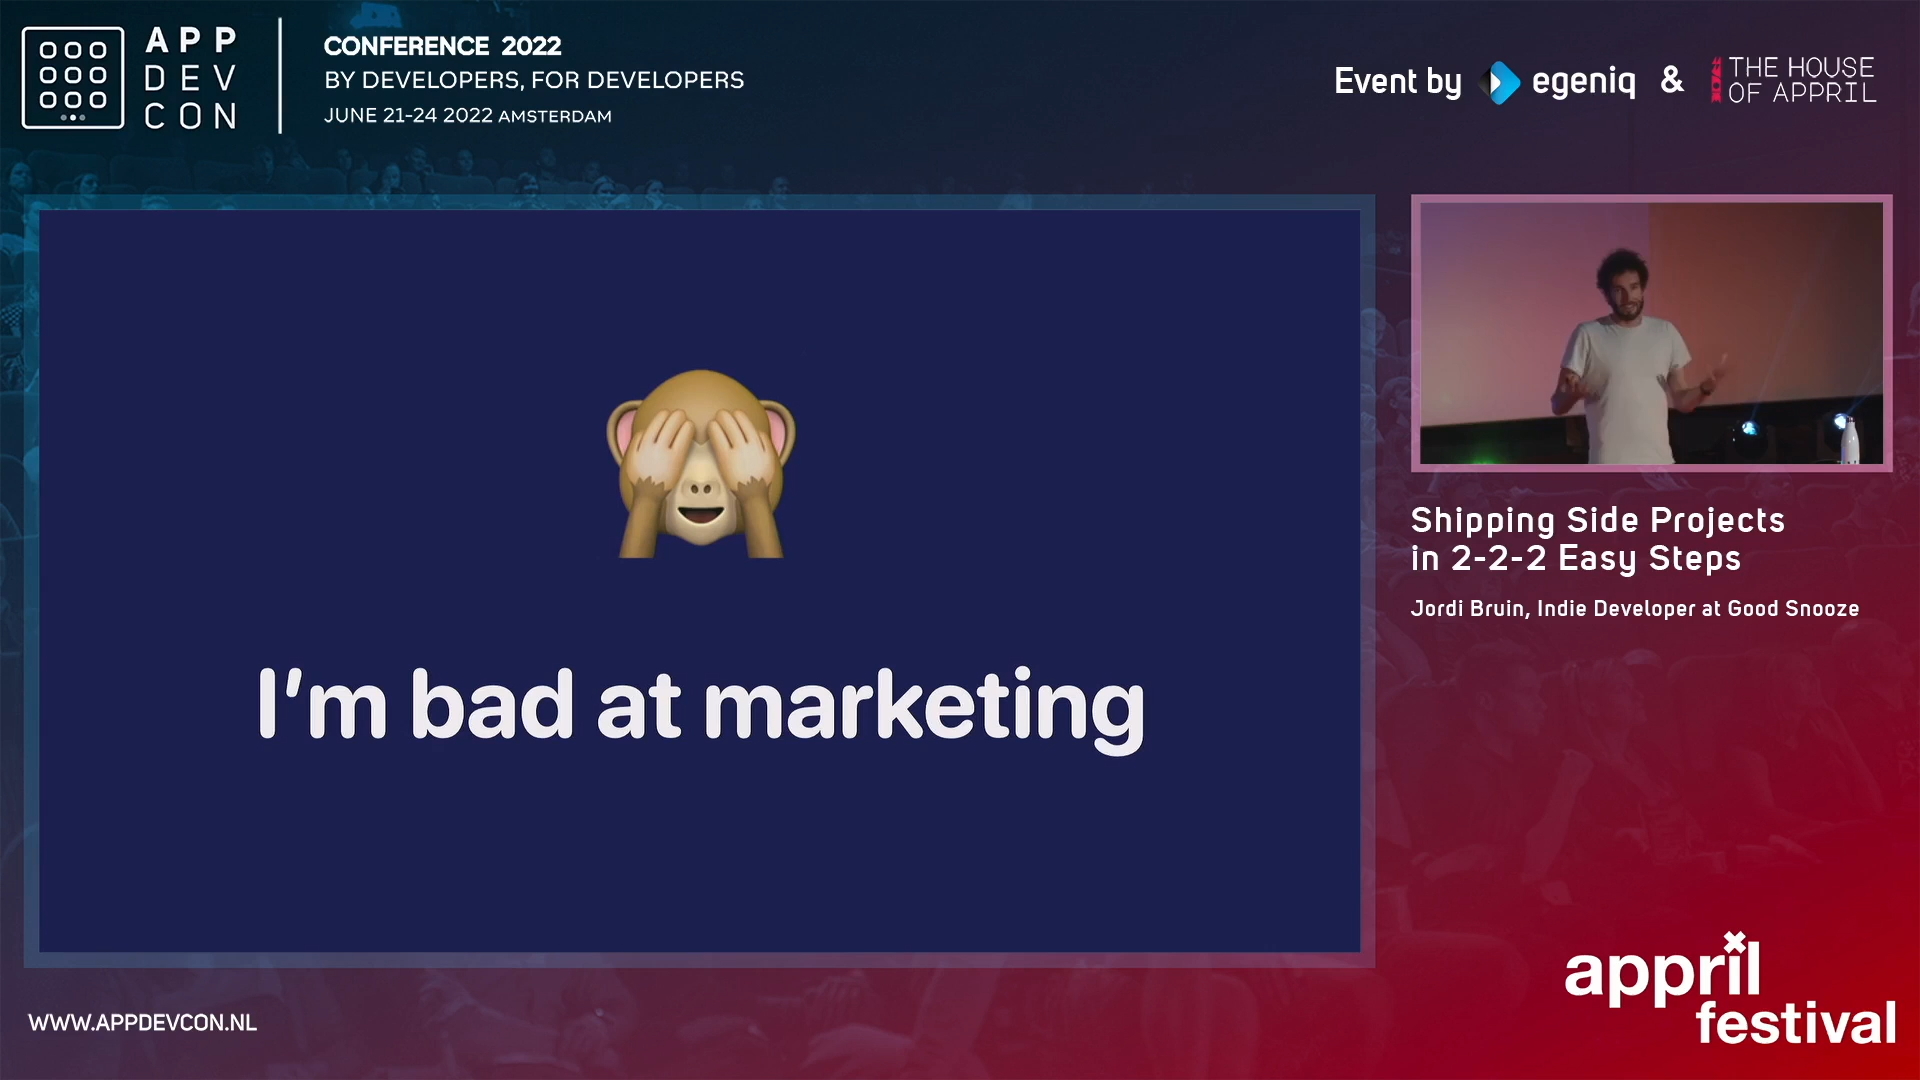 APP
DEV
CON
CONFERENCE 2022
BY DEVELOPERS, FOR DEVELOPERS
JUNE 21-24 2022 AMSTERDAM
Event by egeniq & THE HOUSE
OF APPRIL
I'm bad at marketing
Shipping Side Projects
in 2-2-2 Easy Steps
Jordi Bruin, Indie Developer at Good Snooze
WWW.APPDEVCON.NL
appril
festival